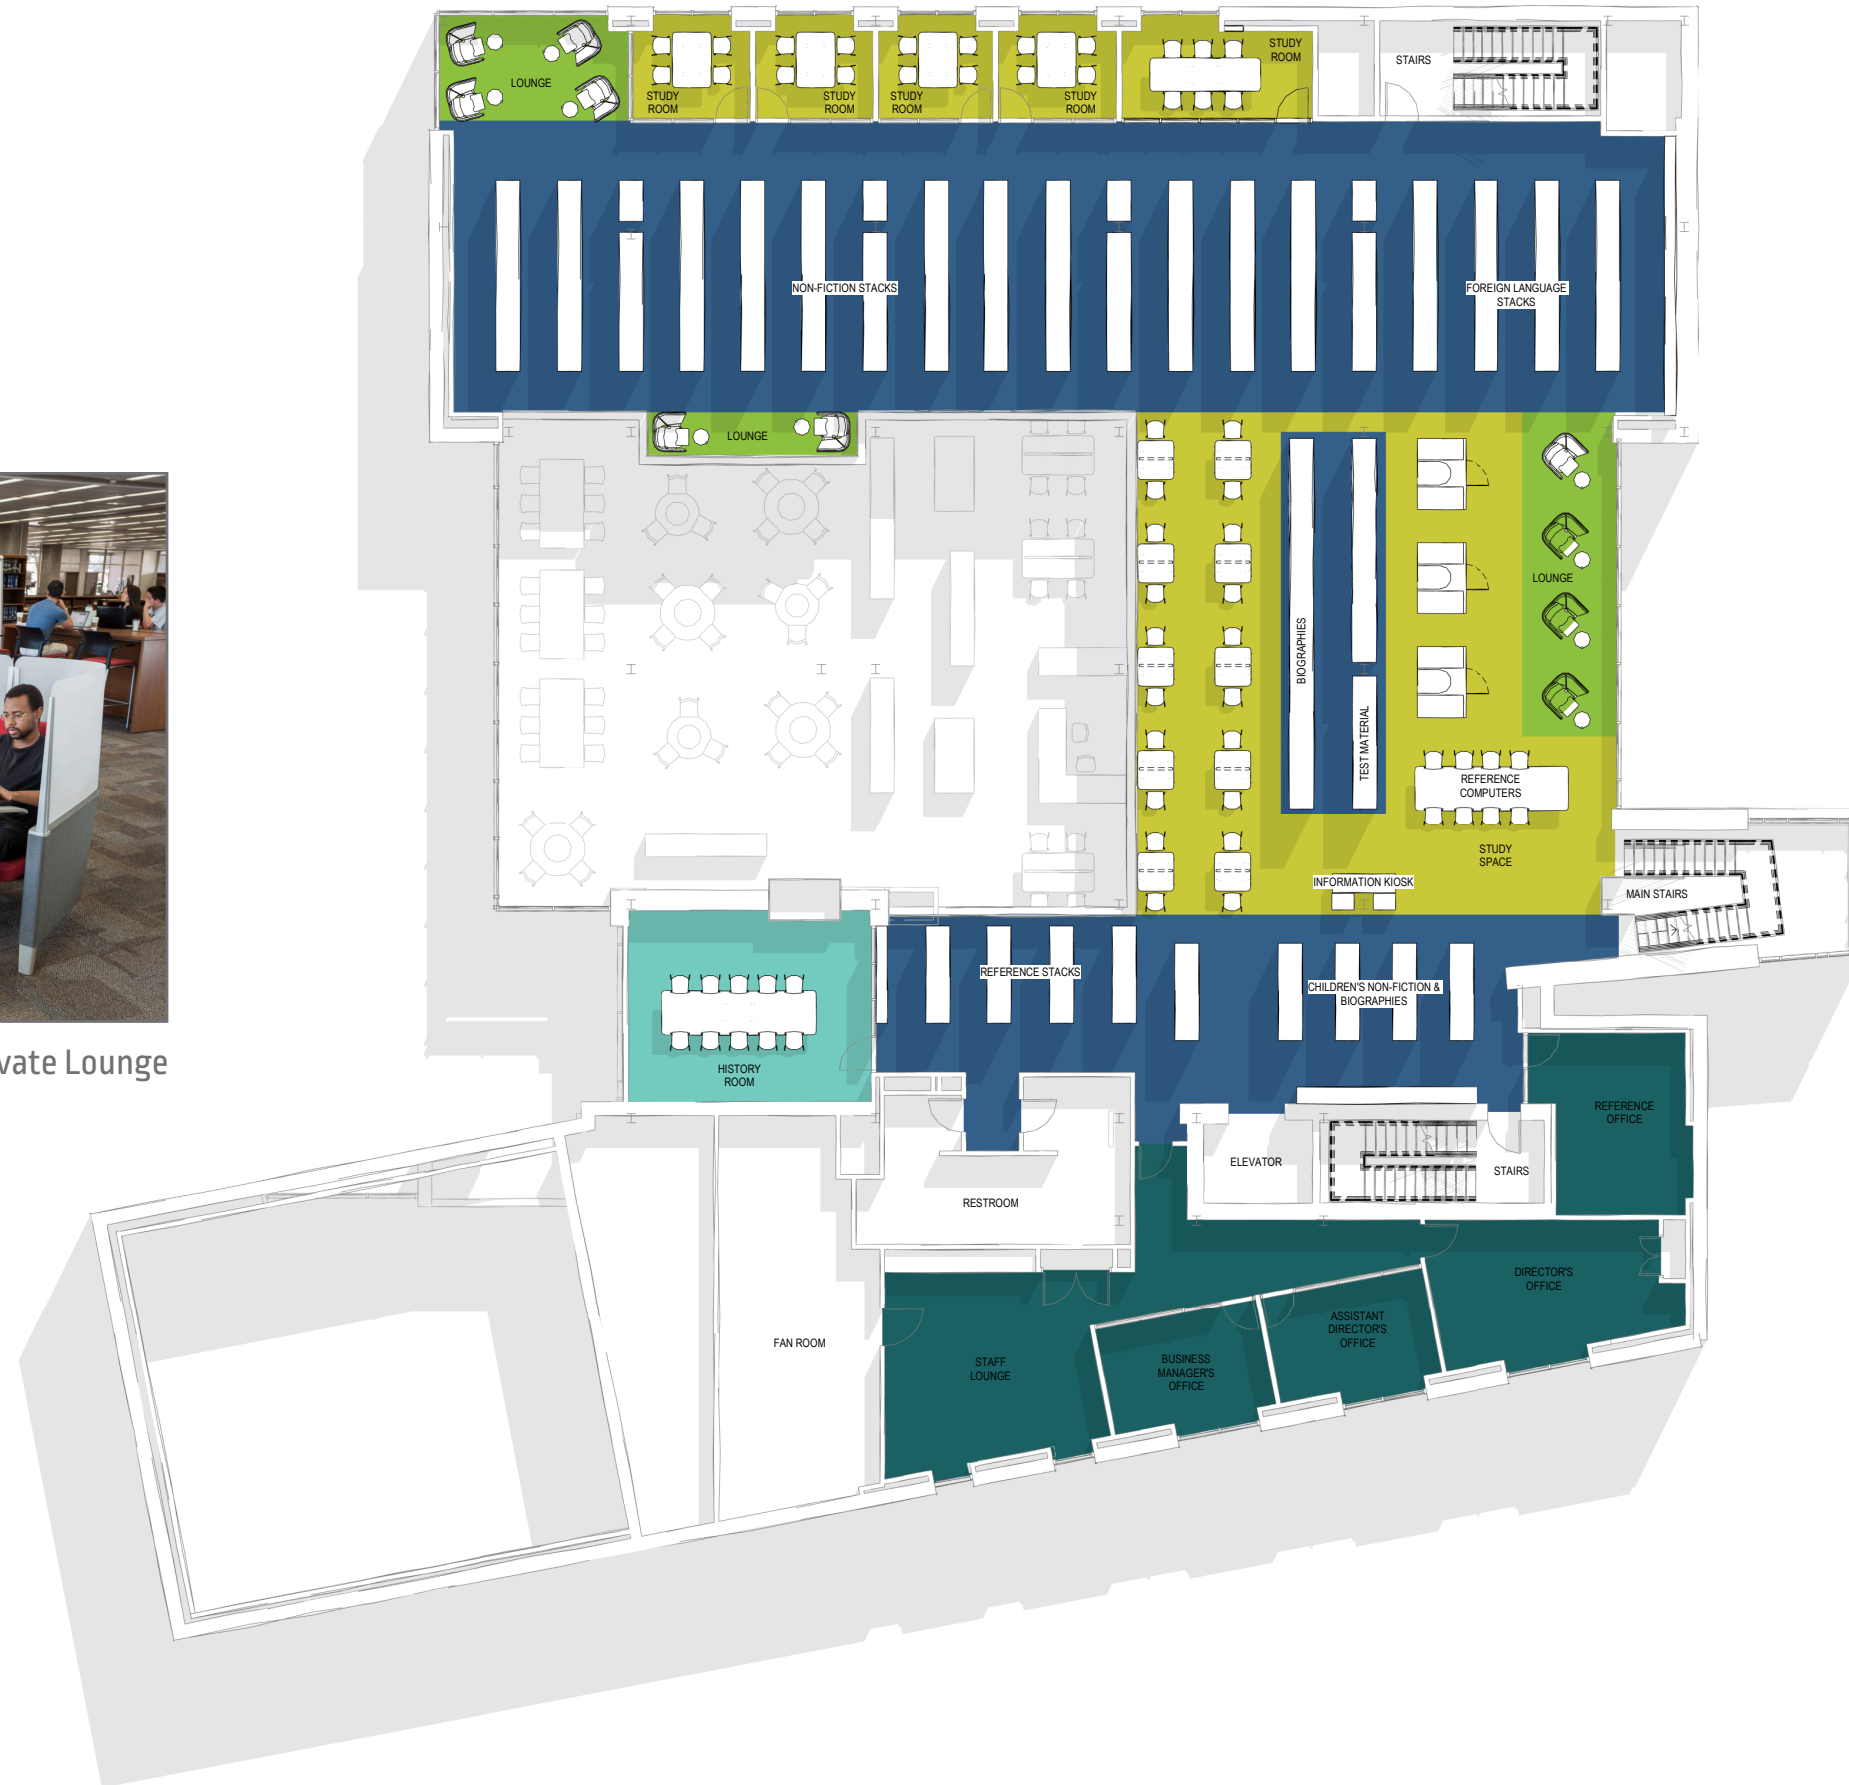 LOUNGE
STUDY
ROOM
STUDY
ROOM
STUDY
ROOM
STUDY
ROOM
STUDY
ROOM
STAIRS
NON-FICTION STACKS
FOREIGN LANGUAGE
STACKS
LOUNGE
LOUNGE
BIOGRAPHIES
TEST MATERIAL
REFERENCE
COMPUTERS
STUDY
SPACE
INFORMATION KIOSK
MAIN STAIRS
REFERENCE STACKS
CHILDREN'S NON-FICTION &
BIOGRAPHIES
vate Lounge
HISTORY
ROOM
REFERENCE
OFFICE
ELEVATOR
STAIRS
RESTROOM
DIRECTOR'S
OFFICE
ASSISTANT
DIRECTOR'S
OFFICE
FAN ROOM
STAFF
LOUNGE
BUSINESS
MANAGER'S
OFFICE